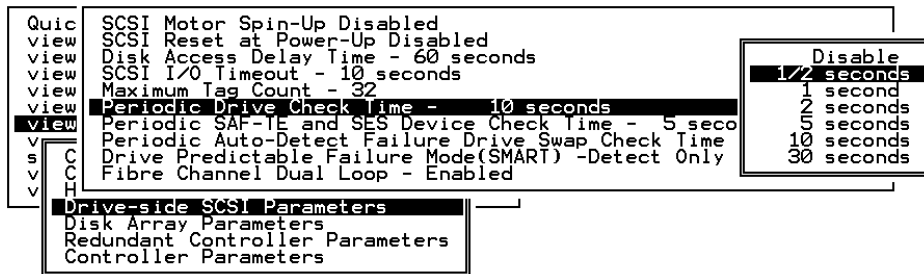 Quic
view
view
view
view
view
view
v
s
v
v
SCSI Motor Spin-Up Disabled
SCSI Reset at Power-Up Disabled
Disk Access Delay Time - 60 seconds
SCSI I/O Timeout - 10 seconds
Maximum Tag Count - 32
Periodic Drive Check Time - 10 seconds
Periodic SAF-TE and SES Device Check Time - 5 seco
Periodic Auto-Detect Failure Drive Swap Check Time
Drive Predictable Failure Mode(SMART) -Detect Only
Fibre Channel Dual Loop - Enabled
Disable
1/2 seconds
1 second
2 seconds
5 seconds
10 seconds
30 seconds
C
C
H
Drive-side SCSI Parameters
Disk Array Parameters
Redundant Controller Parameters
Controller Parameters